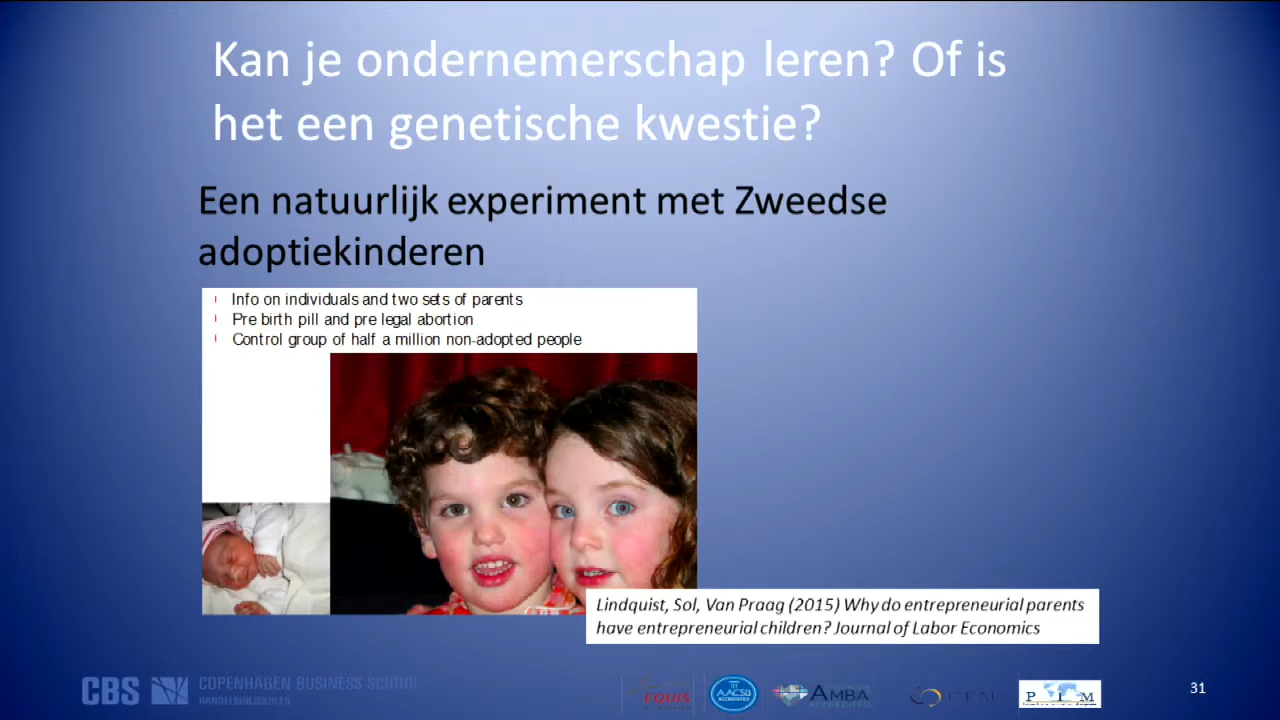 Kan je ondernemerschap leren? Of is
het een genetische kwestie?
Een natuurlijk experiment met Zweedse
adoptiekinderen
Info on individuals and two sets of parents
Pre birth pill and pre legal abortion
Control group of half a million non-adopted people
Lindquist, Sol, Van Praag (2015) Why do entrepreneurial parents
have entrepreneurial children? Journal of Labor Economics
CBS COPENHAGEN BUSINESS SCHOOL
HANDELSHØJSKOLEN
EQUIS
AACSB
ACCREDITED
AMBA
ACCREDITED
CEMS
PIM
31